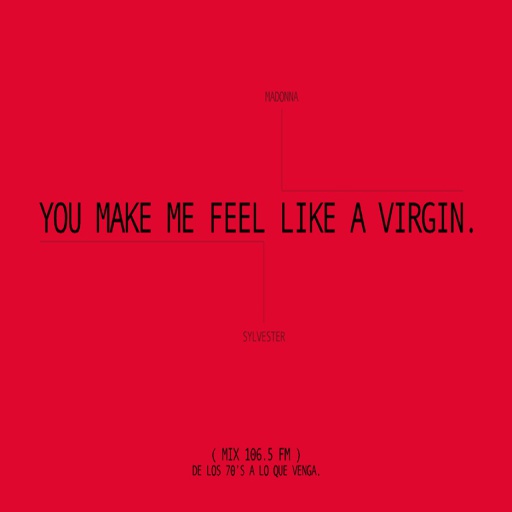 MADONNA
YOU MAKE ME FEEL LIKE A VIRGIN.
SYLVESTER
( MIX 106.5 FM )
DE LOS 70'S A LO QUE VENGA.